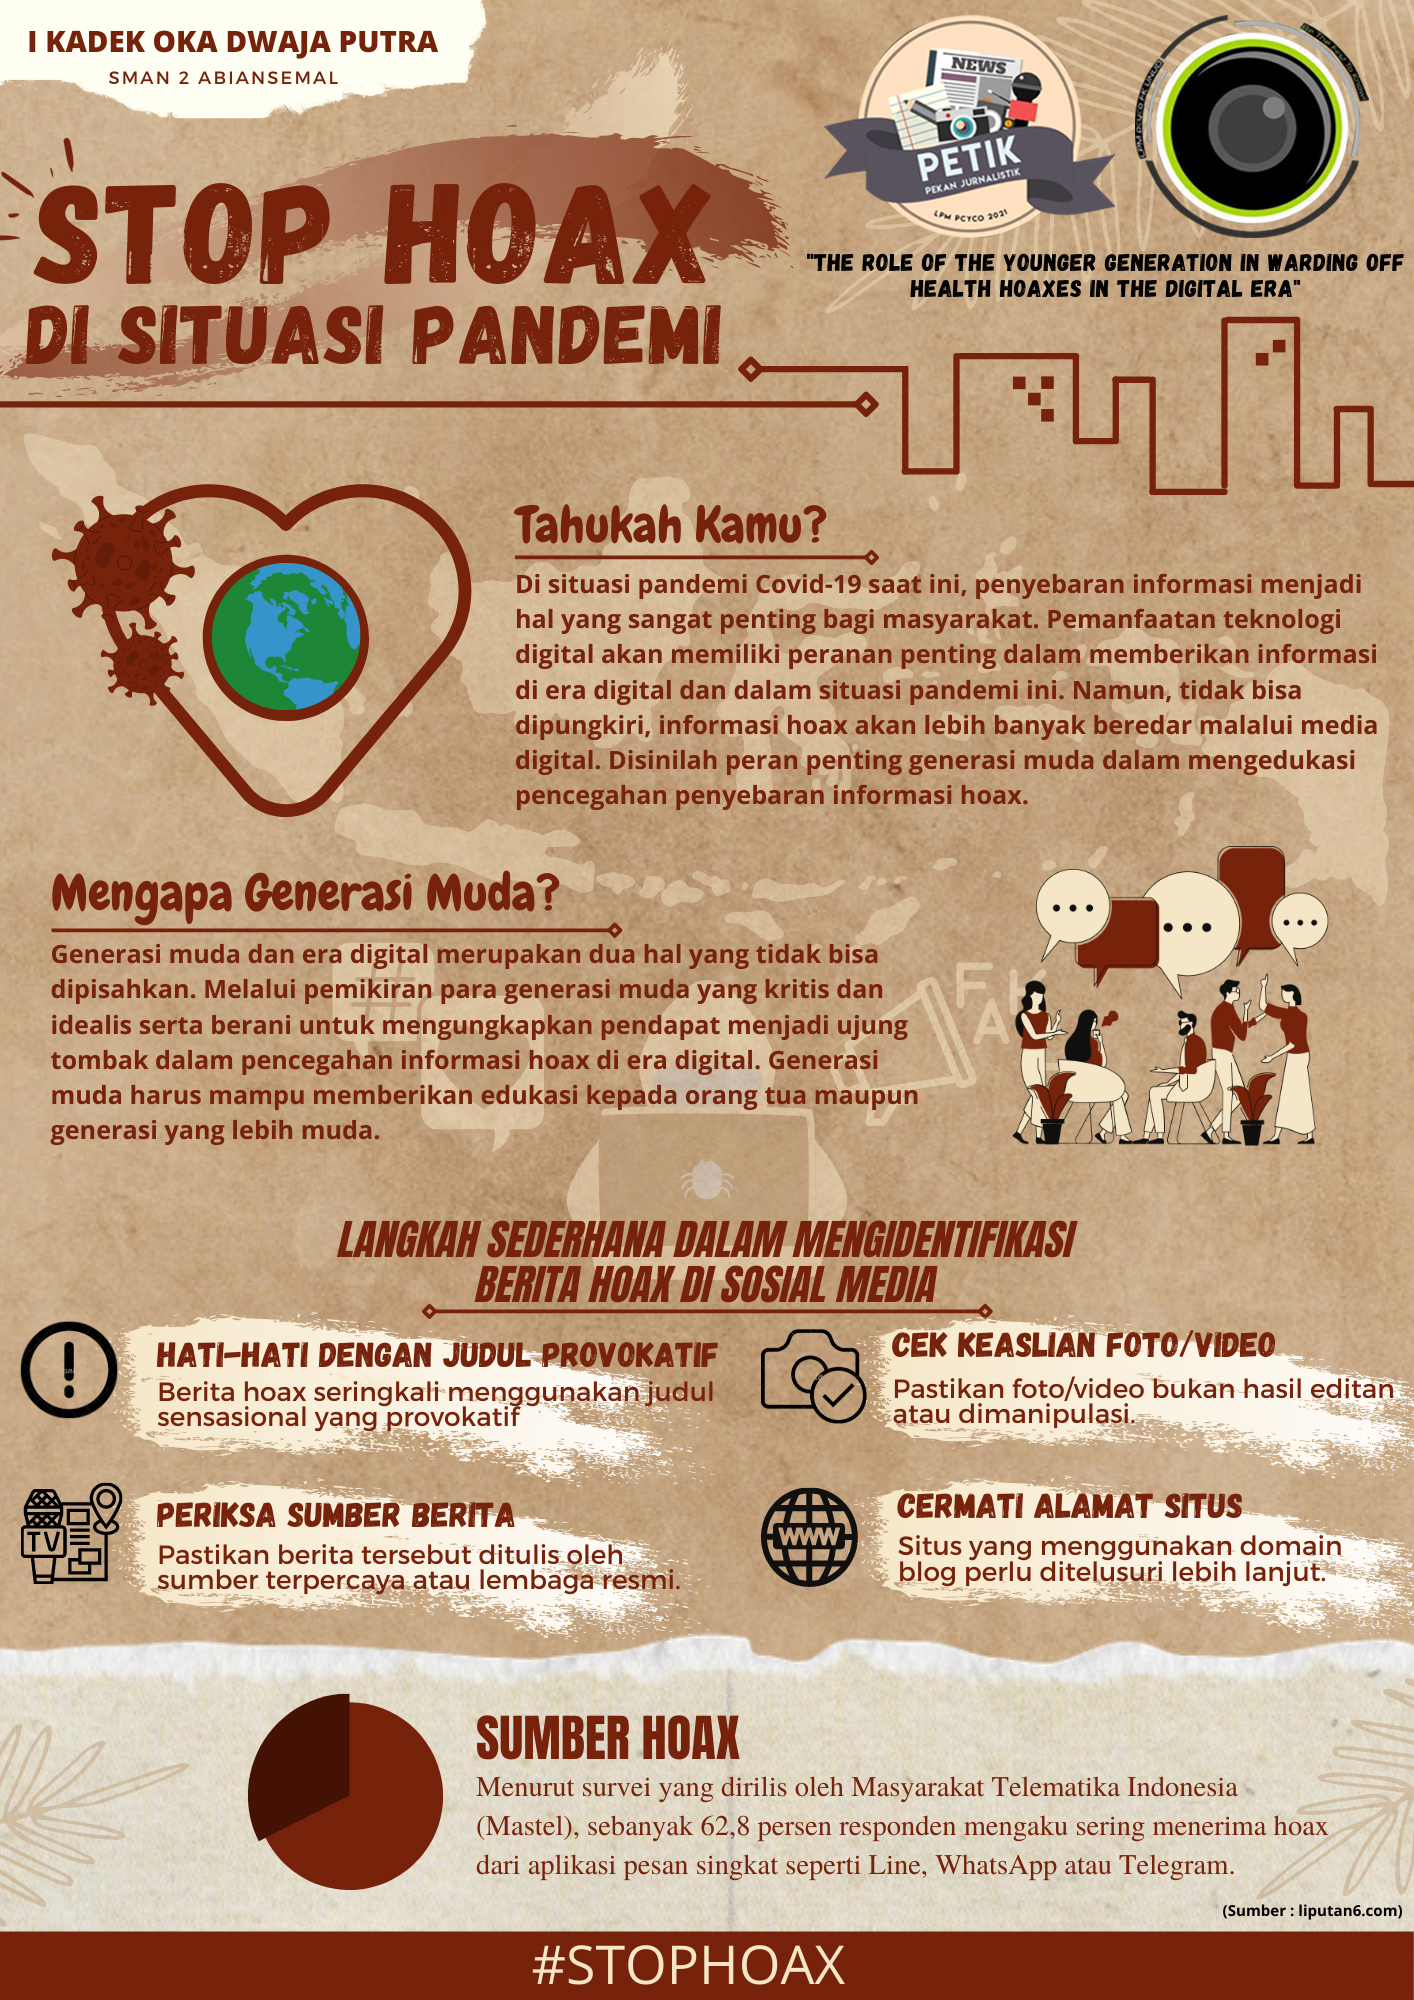 I KADEK OKA DWAJA PUTRA
SMAN 2 ABIANSEMAL
NEWS
PETIK
PEKAN JURNALISTIK
LPM PCYCO 2021
"THE ROLE OF THE YOUNGER GENERATION IN WARDING OFF
HEALTH HOAXES IN THE DIGITAL ERA"
STOP HOAX
DI SITUASI PANDEMI
Tahukah Kamu?
Di situasi pandemi Covid-19 saat ini, penyebaran informasi menjadi
hal yang sangat penting bagi masyarakat. Pemanfaatan teknologi
digital akan memiliki peranan penting dalam memberikan informasi
di era digital dan dalam situasi pandemi ini. Namun, tidak bisa
dipungkiri, informasi hoax akan lebih banyak beredar malalui media
digital. Disinilah peran penting generasi muda dalam mengedukasi
pencegahan penyebaran informasi hoax.
Mengapa Generasi Muda?
Generasi muda dan era digital merupakan dua hal yang tidak bisa
dipisahkan. Melalui pemikiran para generasi muda yang kritis dan
idealis serta berani untuk mengungkapkan pendapat menjadi ujung
tombak dalam pencegahan informasi hoax di era digital. Generasi
muda harus mampu memberikan edukasi kepada orang tua maupun
generasi yang lebih muda.
LANGKAH SEDERHANA DALAM MENGIDENTIFIKASI
BERITA HOAX DI SOSIAL MEDIA
HATI-HATI DENGAN JUDUL PROVOKATIF
Berita hoax seringkali menggunakan judul
sensasional yang provokatif
CEK KEASLIAN FOTO/VIDEO
Pastikan foto/video bukan hasil editan
atau dimanipulasi.
TV
PERIKSA SUMBER BERITA
Pastikan berita tersebut ditulis oleh
sumber terpercaya atau lembaga resmi.
WWW
CERMATI ALAMAT SITUS
Situs yang menggunakan domain
blog perlu ditelusuri lebih lanjut.
SUMBER HOAX
Menurut survei yang dirilis oleh Masyarakat Telematika Indonesia
(Mastel), sebanyak 62,8 persen responden mengaku sering menerima hoax
dari aplikasi pesan singkat seperti Line, WhatsApp atau Telegram.
(Sumber : liputan6.com)
#STOPHOAX